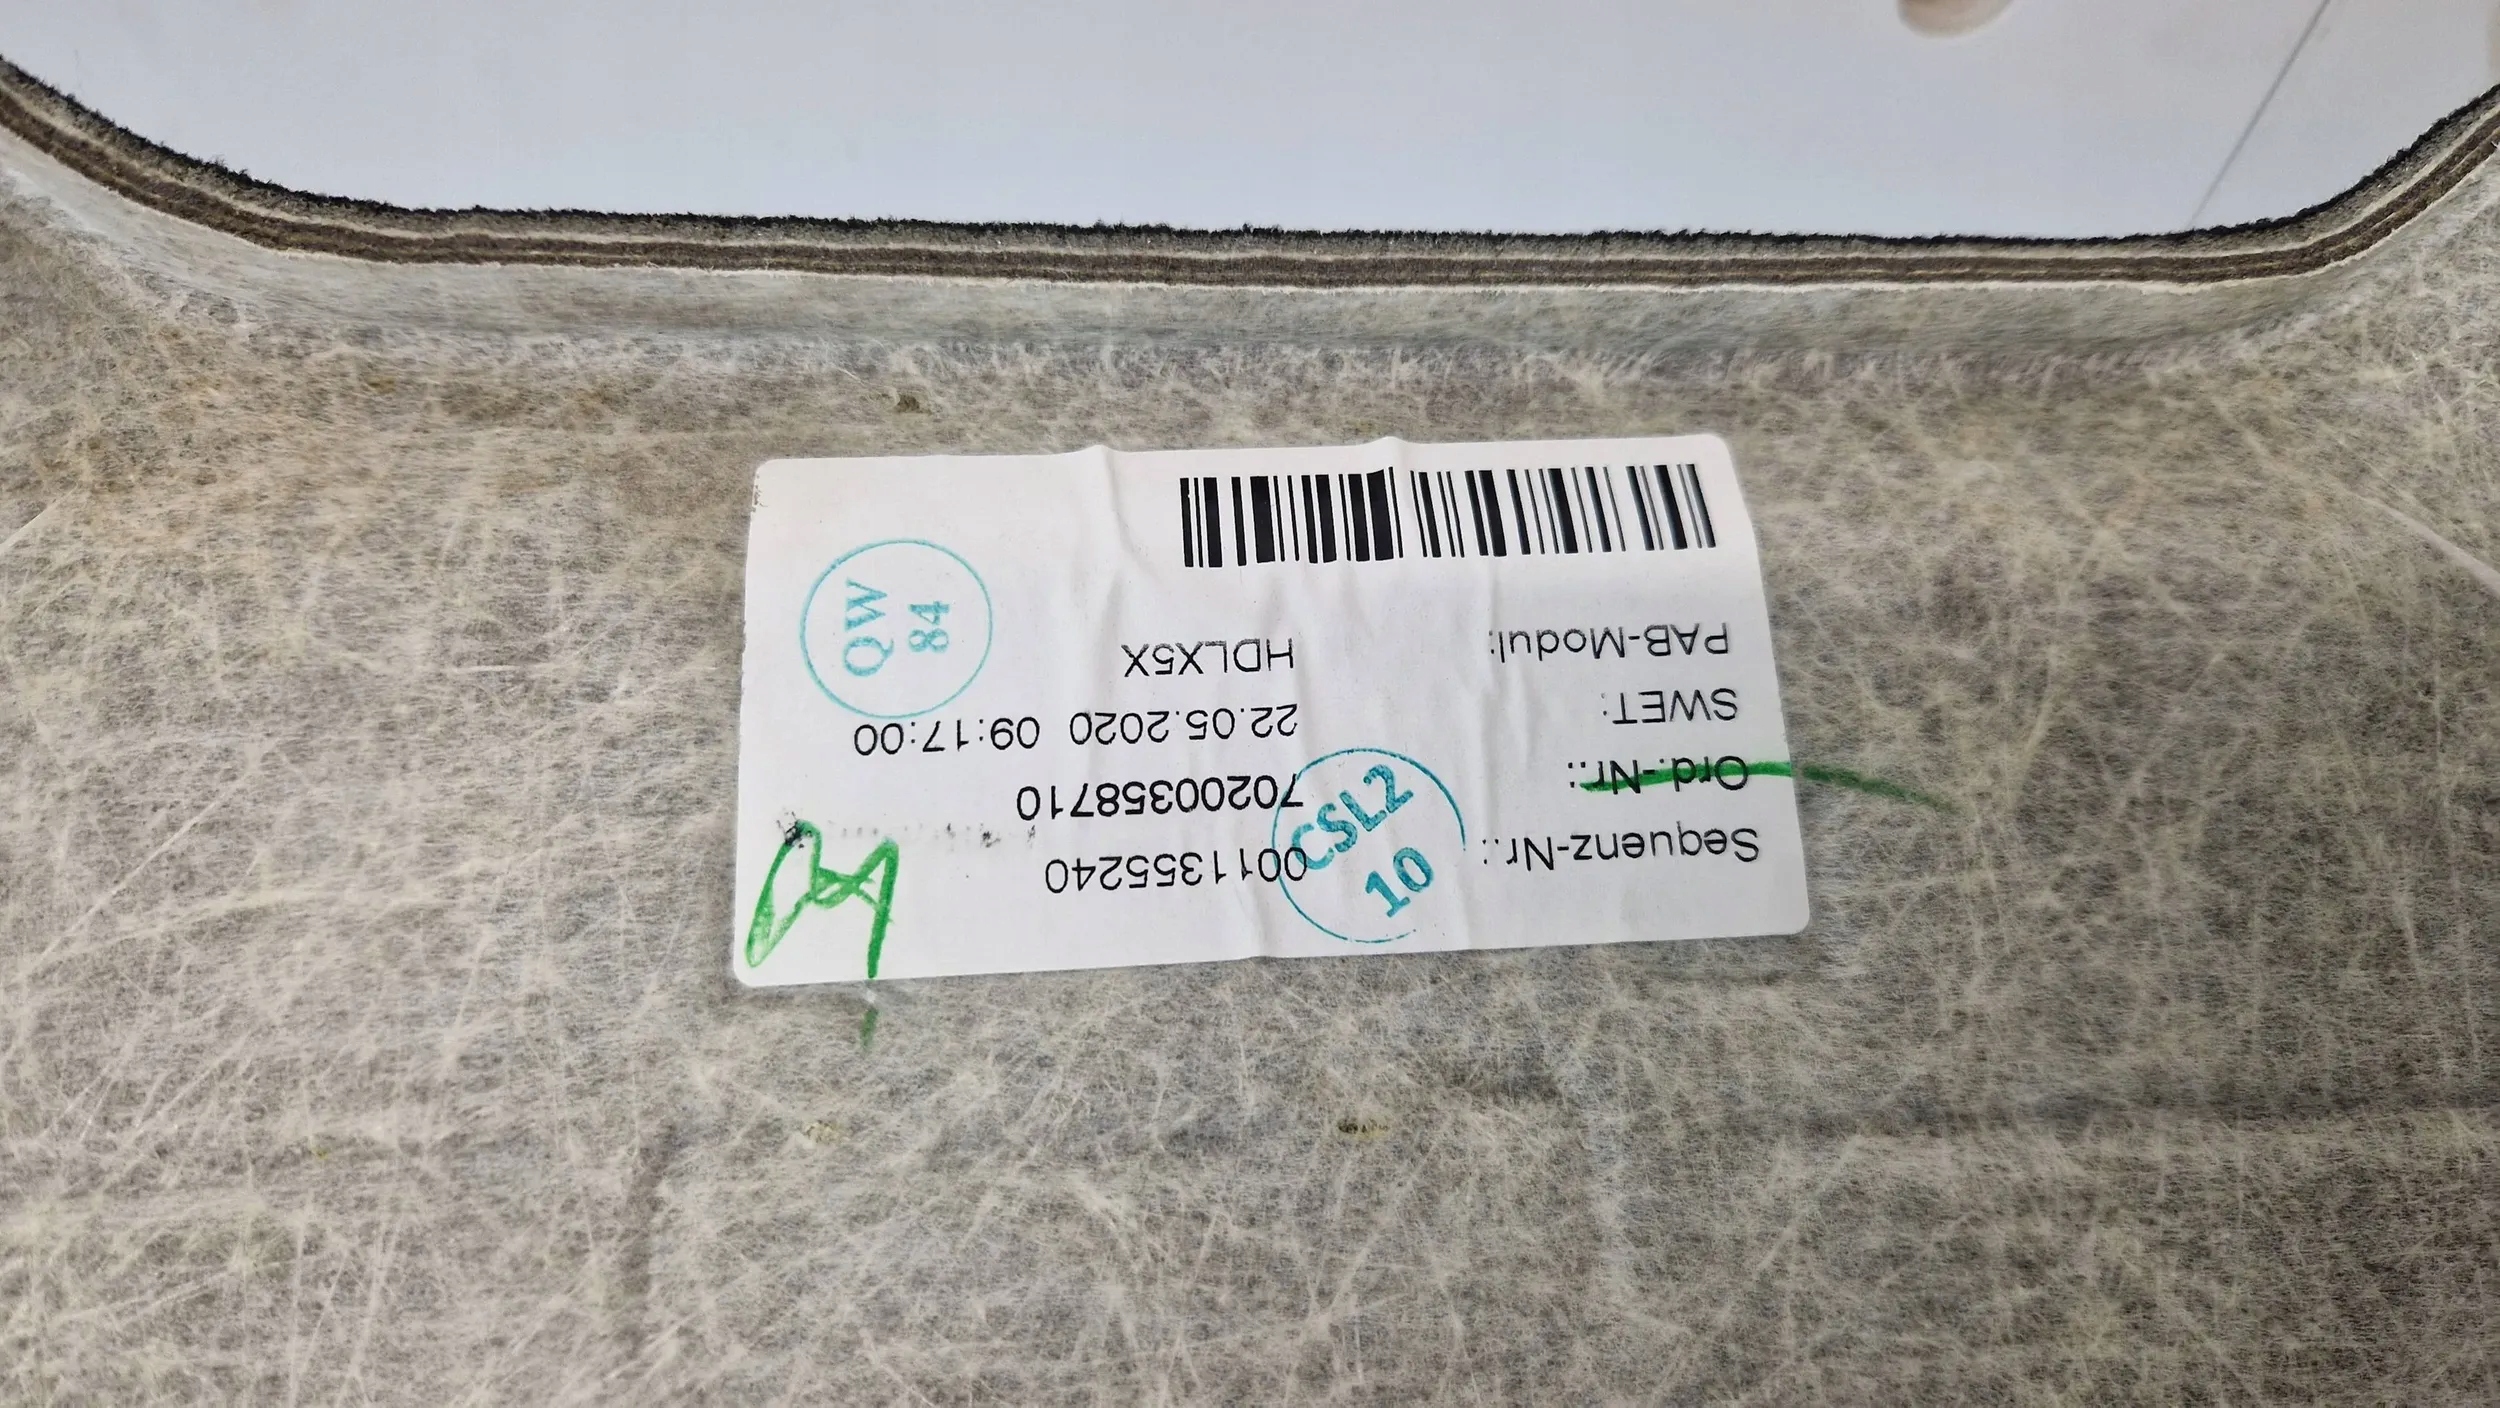 Sequenz-Nr.: 0011355240
Ord.-Nr.: 70200358710
SWET: 22.05.2020 09:17:00
PAB-Modul: HDLX5X
CSL2
10
QW
84